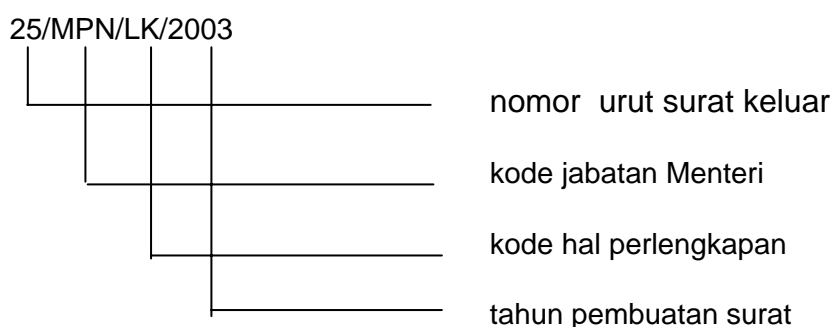 25/MPN/LK/2003
nomor urut surat keluar
kode jabatan Menteri
kode hal perlengkapan
tahun pembuatan surat